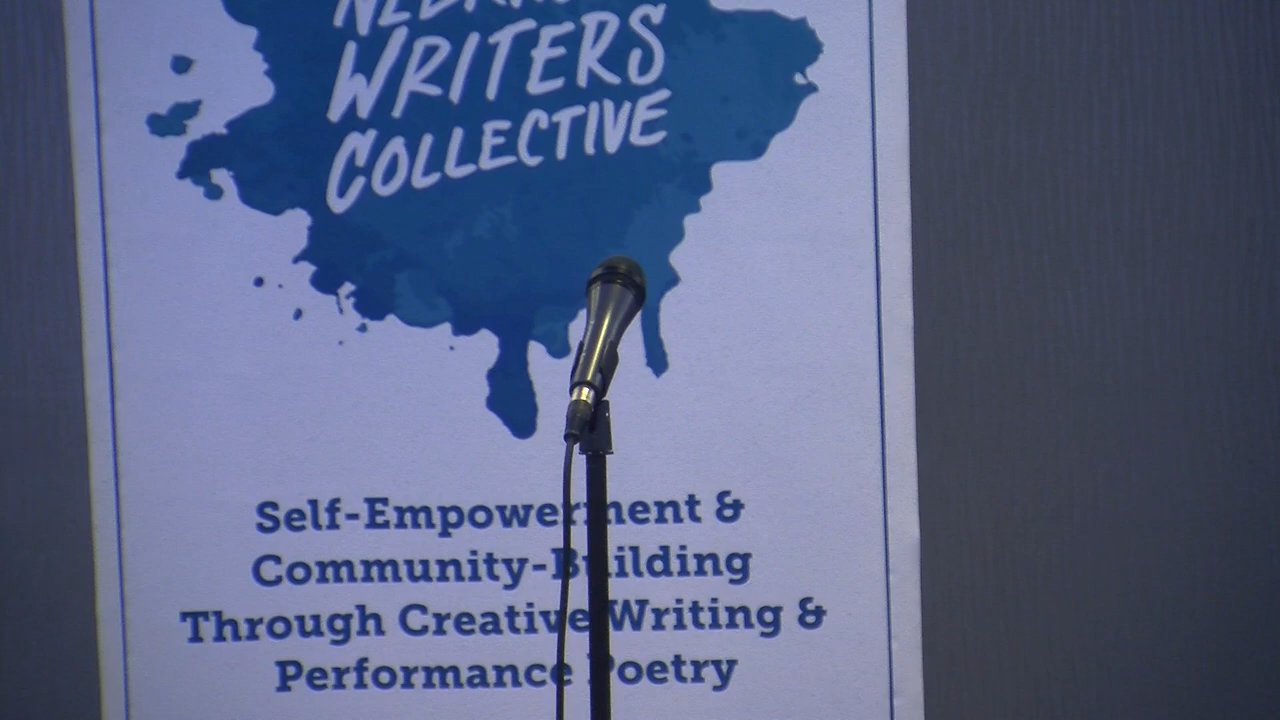 WRITERS
COLLECTIVE
Self-Empowerment &
Community-Building
Through Creative Writing &
Performance Poetry